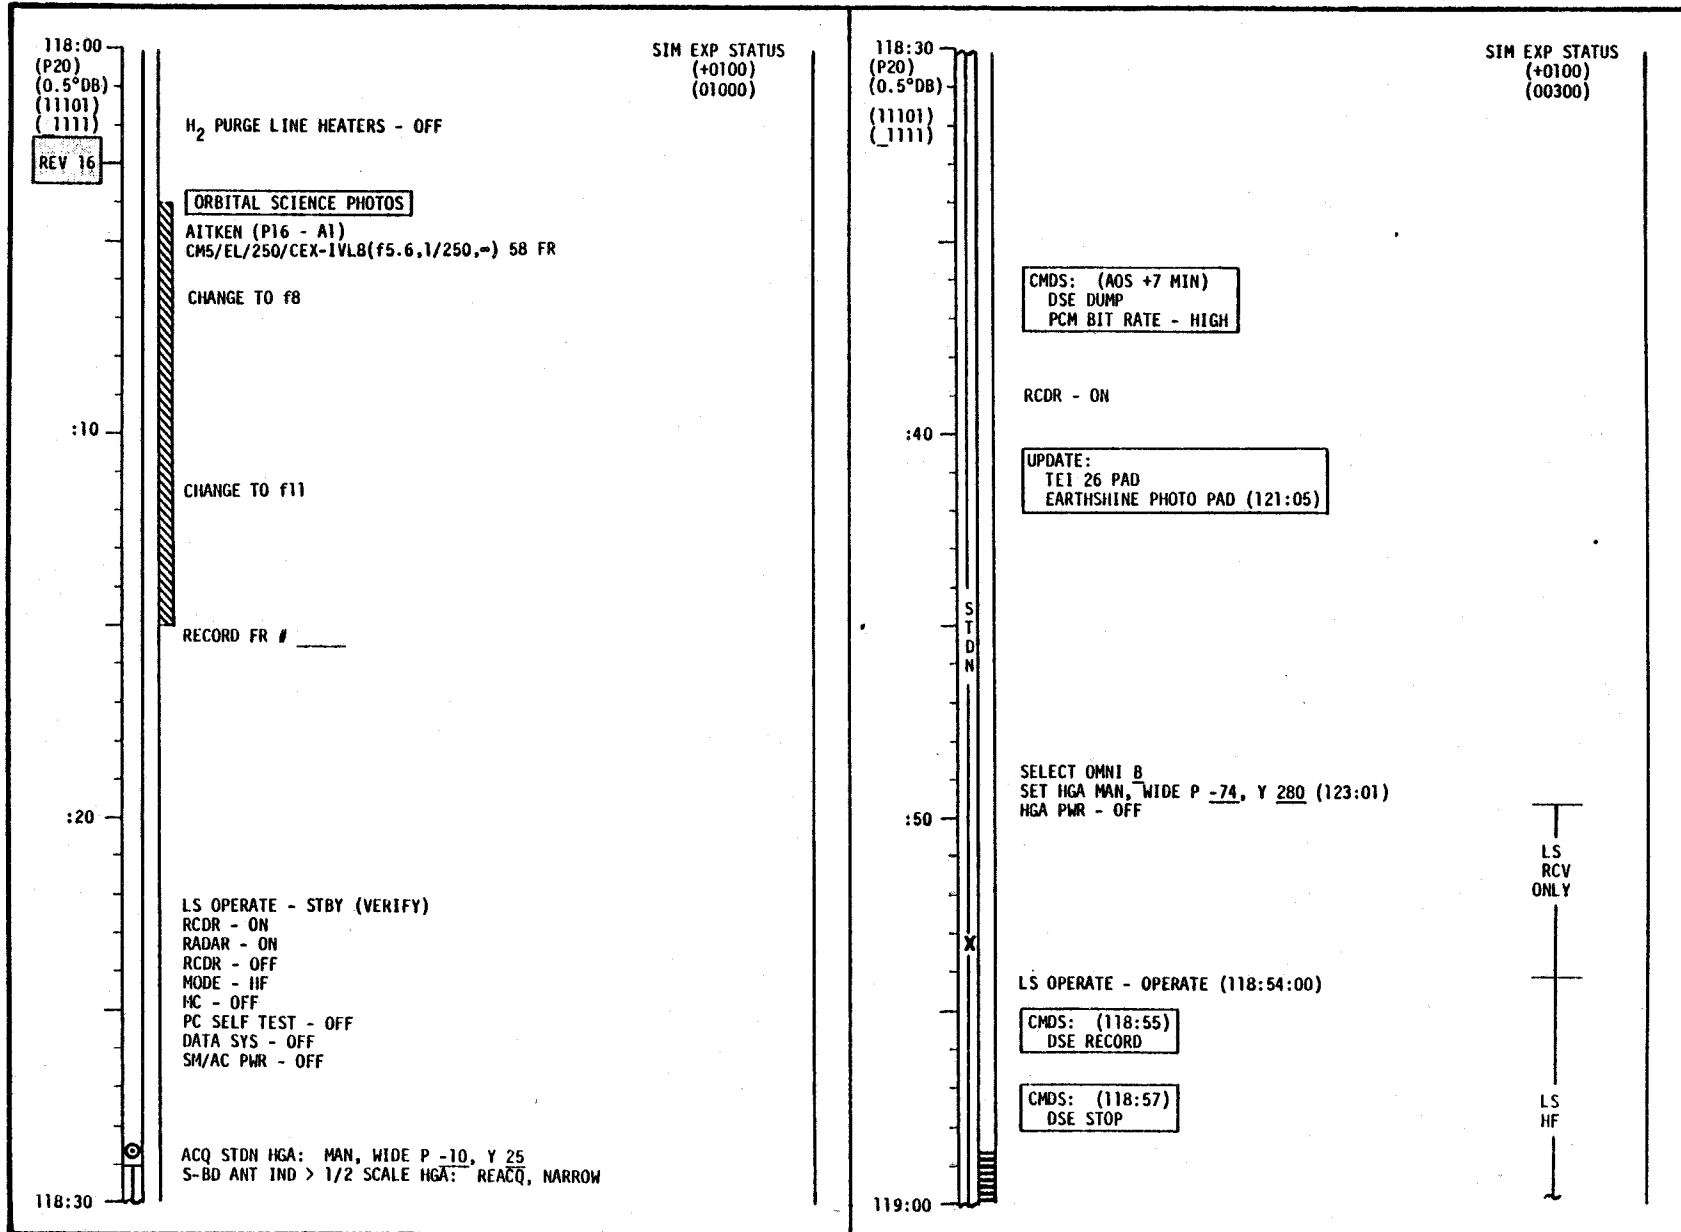 118:00
(P20)
(0.5°DB)
(11101)
( 1111)
REV 16
:10
:20
118:30
SIM EXP STATUS
(+0100)
(01000)
H2 PURGE LINE HEATERS - OFF
ORBITAL SCIENCE PHOTOS
AITKEN (P16 - A1)
CM5/EL/250/CEX-IVL8(f5.6,1/250,∞) 58 FR
CHANGE TO f8
CHANGE TO f11
RECORD FR # ____
LS OPERATE - STBY (VERIFY)
RCDR - ON
RADAR - ON
RCDR - OFF
MODE - HF
MC - OFF
PC SELF TEST - OFF
DATA SYS - OFF
SM/AC PWR - OFF
ACQ STDN HGA: MAN, WIDE P -10, Y 25
S-BD ANT IND > 1/2 SCALE HGA: REACQ, NARROW
118:30
(P20)
(0.5°DB)
(11101)
(_1111)
:40
:50
119:00
STDN
X
SIM EXP STATUS
(+0100)
(00300)
CMDS: (AOS +7 MIN)
DSE DUMP
PCM BIT RATE - HIGH
RCDR - ON
UPDATE:
TEI 26 PAD
EARTHSHINE PHOTO PAD (121:05)
SELECT OMNI B
SET HGA MAN, WIDE P -74, Y 280 (123:01)
HGA PWR - OFF
LS OPERATE - OPERATE (118:54:00)
CMDS: (118:55)
DSE RECORD
CMDS: (118:57)
DSE STOP
LS
RCV
ONLY
LS
HF